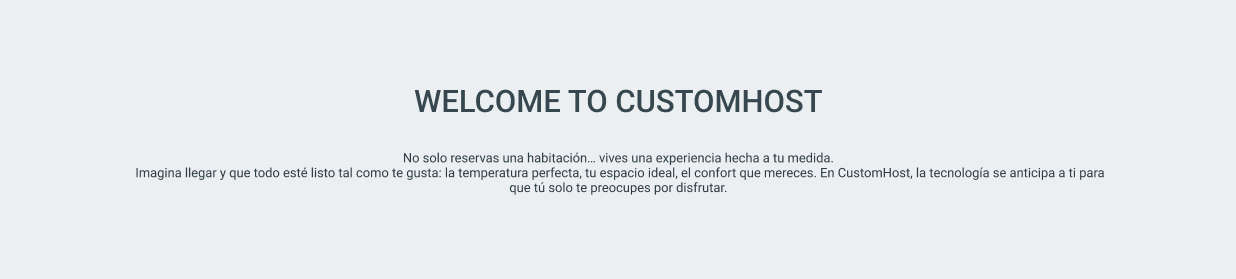 WELCOME TO CUSTOMHOST
No solo reservas una habitación... vives una experiencia hecha a tu medida.
Imagina llegar y que todo esté listo tal como te gusta: la temperatura perfecta, tu espacio ideal, el confort que mereces. En CustomHost, la tecnología se anticipa a ti para
que tú solo te preocupes por disfrutar.